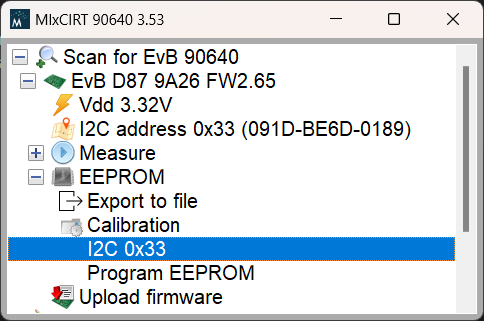 MlxCIRT 90640 3.53
Scan for EvB 90640
EvB D87 9A26 FW2.65
Vdd 3.32V
I2C address 0x33 (091D-BE6D-0189)
Measure
EEPROM
Export to file
Calibration
I2C 0x33
Program EEPROM
Upload firmware